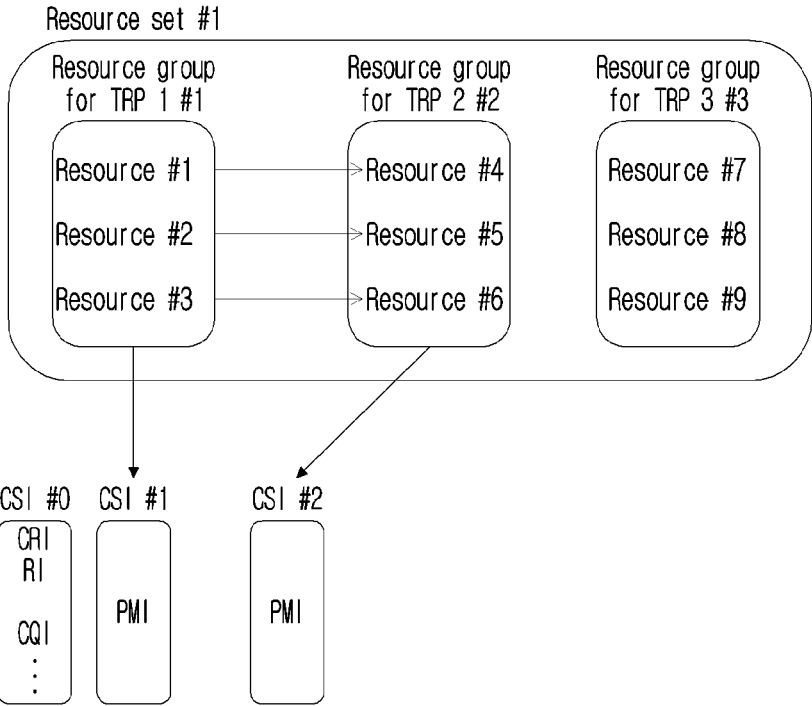 Resource set #1
Resource group for TRP 1 #1
Resource group for TRP 2 #2
Resource group for TRP 3 #3
Resource #1
Resource #4
Resource #7
Resource #2
Resource #5
Resource #8
Resource #3
Resource #6
Resource #9
CSI #0
CSI #1
CSI #2
CRI
RI
CQI
PMI
PMI